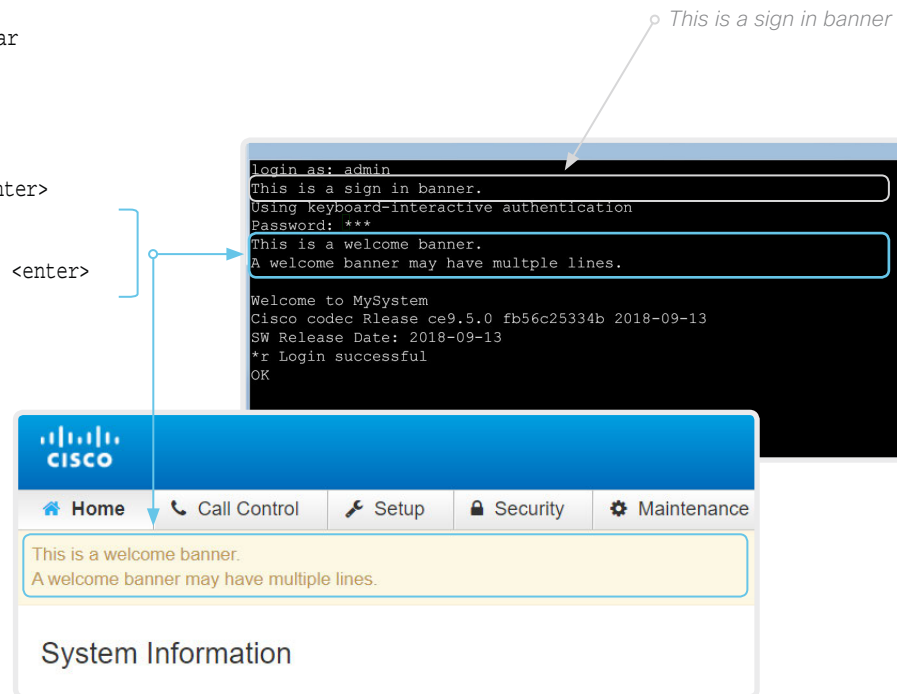 This is a sign in banner
ar
nter>
<enter>
login as: admin
This is a sign in banner.
Using keyboard-interactive authentication
Password: ***
This is a welcome banner.
A welcome banner may have multple lines.
Welcome to MySystem
Cisco codec Rlease ce9.5.0 fb56c25334b 2018-09-13
SW Release Date: 2018-09-13
*r Login successful
OK
CISCO
Home Call Control Setup Security Maintenance
This is a welcome banner.
A welcome banner may have multiple lines.
System Information